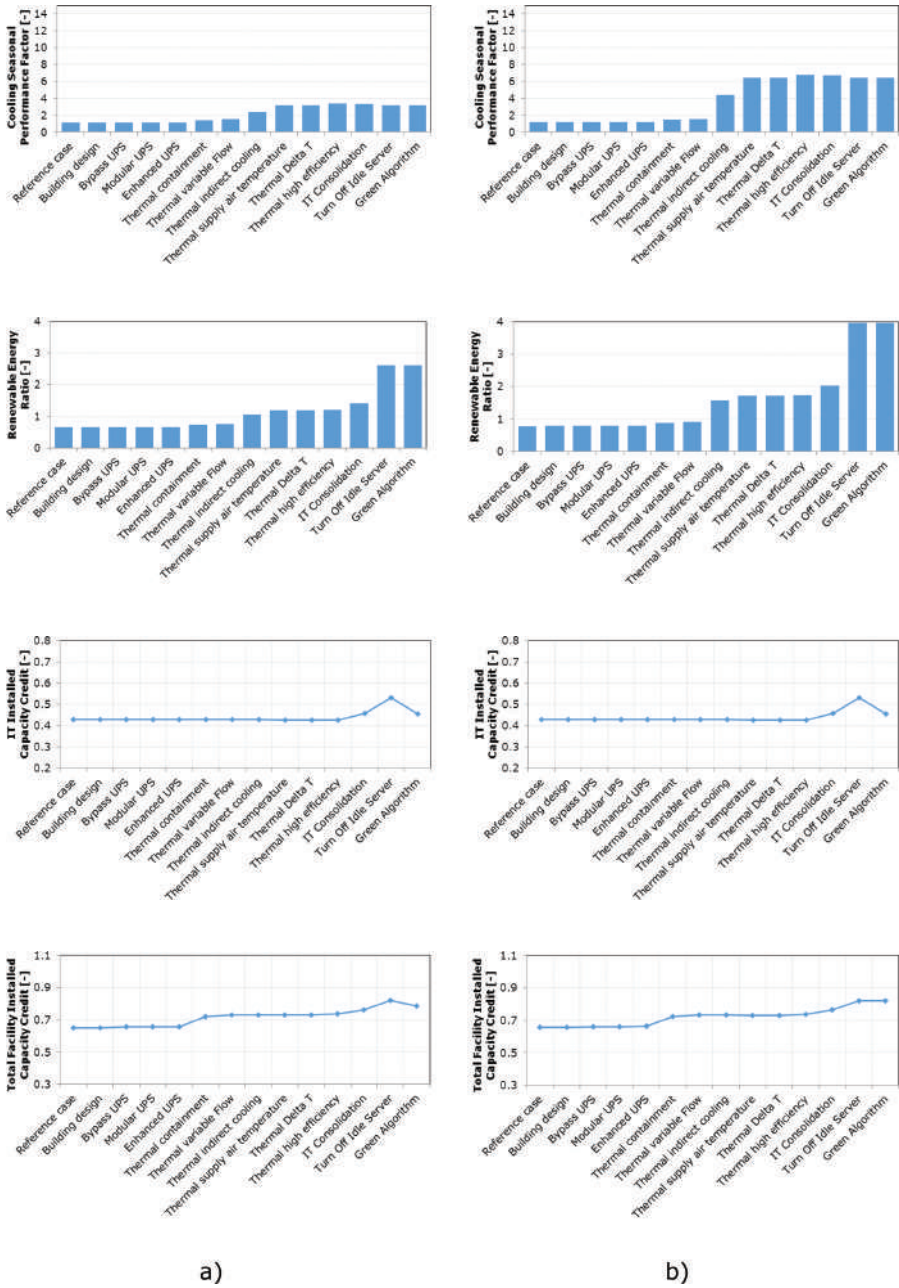 Cooling Seasonal
Performance Factor [-]
14
12
10
8
6
4
2
0
Reference case
Building design
Bypass UPS
Modular UPS
Enhanced UPS
Thermal containment
Thermal variable Flow
Thermal indirect cooling
Thermal supply air temperature
Thermal Delta T
Thermal high efficiency
IT Consolidation
Turn Off Idle Server
Green Algorithm
Cooling Seasonal
Performance Factor [-]
14
12
10
8
6
4
2
0
Reference case
Building design
Bypass UPS
Modular UPS
Enhanced UPS
Thermal containment
Thermal variable Flow
Thermal indirect cooling
Thermal supply air temperature
Thermal Delta T
Thermal high efficiency
IT Consolidation
Turn Off Idle Server
Green Algorithm
Renewable Energy
Ratio [-]
4
3
2
1
0
Reference case
Building design
Bypass UPS
Modular UPS
Enhanced UPS
Thermal containment
Thermal variable Flow
Thermal indirect cooling
Thermal supply air temperature
Thermal Delta T
Thermal high efficiency
IT Consolidation
Turn Off Idle Server
Green Algorithm
Renewable Energy
Ratio [-]
4
3
2
1
0
Reference case
Building design
Bypass UPS
Modular UPS
Enhanced UPS
Thermal containment
Thermal variable Flow
Thermal indirect cooling
Thermal supply air temperature
Thermal Delta T
Thermal high efficiency
IT Consolidation
Turn Off Idle Server
Green Algorithm
IT Installed
Capacity Credit [-]
0.8
0.7
0.6
0.5
0.4
0.3
0.2
Reference case
Building design
Bypass UPS
Modular UPS
Enhanced UPS
Thermal containment
Thermal variable Flow
Thermal indirect cooling
Thermal supply air temperature
Thermal Delta T
Thermal high efficiency
IT Consolidation
Turn Off Idle Server
Green Algorithm
IT Installed
Capacity Credit [-]
0.8
0.7
0.6
0.5
0.4
0.3
0.2
Reference case
Building design
Bypass UPS
Modular UPS
Enhanced UPS
Thermal containment
Thermal variable Flow
Thermal indirect cooling
Thermal supply air temperature
Thermal Delta T
Thermal high efficiency
IT Consolidation
Turn Off Idle Server
Green Algorithm
Total Facility Installed
Capacity Credit [-]
1.1
0.9
0.7
0.5
0.3
Reference case
Building design
Bypass UPS
Modular UPS
Enhanced UPS
Thermal containment
Thermal variable Flow
Thermal indirect cooling
Thermal supply air temperature
Thermal Delta T
Thermal high efficiency
IT Consolidation
Turn Off Idle Server
Green Algorithm
Total Facility Installed
Capacity Credit [-]
1.1
0.9
0.7
0.5
0.3
Reference case
Building design
Bypass UPS
Modular UPS
Enhanced UPS
Thermal containment
Thermal variable Flow
Thermal indirect cooling
Thermal supply air temperature
Thermal Delta T
Thermal high efficiency
IT Consolidation
Turn Off Idle Server
Green Algorithm
a)
b)